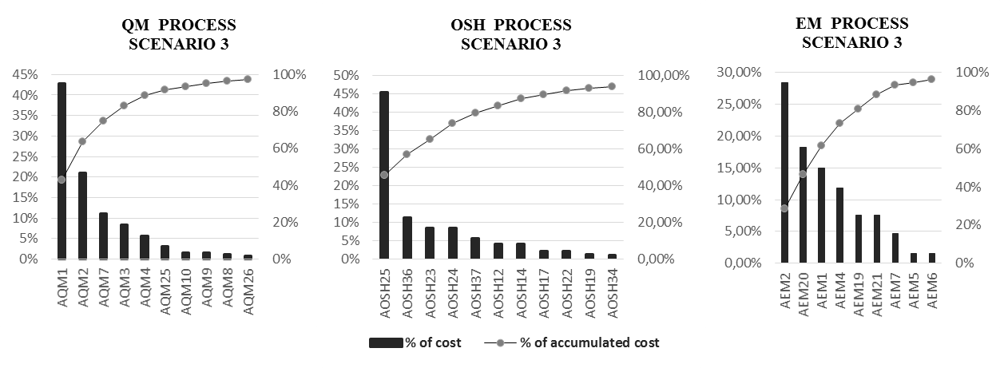 QM PROCESS
SCENARIO 3
45%
40%
35%
30%
25%
20%
15%
10%
5%
0%
100%
80%
60%
40%
20%
0%
AQM1
AQM2
AQM7
AQM3
AQM4
AQM25
AQM10
AQM9
AQM8
AQM26
OSH PROCESS
SCENARIO 3
50%
45%
40%
35%
30%
25%
20%
15%
10%
5%
0%
100,00%
80,00%
60,00%
40,00%
20,00%
0,00%
AOSH25
AOSH36
AOSH23
AOSH24
AOSH37
AOSH12
AOSH14
AOSH17
AOSH22
AOSH19
AOSH34
EM PROCESS
SCENARIO 3
30,00%
25,00%
20,00%
15,00%
10,00%
5,00%
0,00%
100%
80%
60%
40%
20%
0%
AEM2
AEM20
AEM1
AEM4
AEM19
AEM21
AEM7
AEM5
AEM6
% of cost
% of accumulated cost